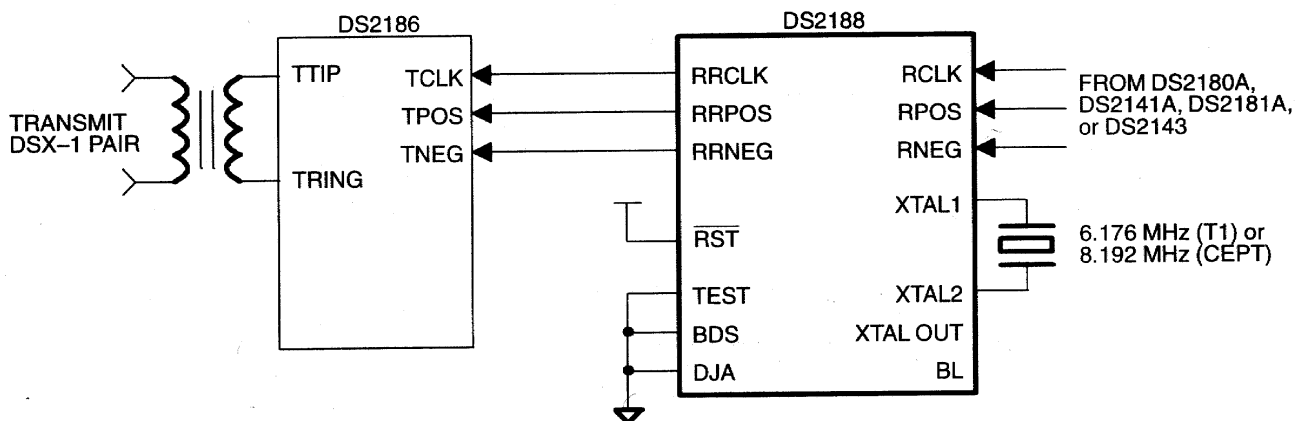 DS2186
DS2188
TTIP
TCLK
RRCLK
RCLK
FROM DS2180A,
DS2141A, DS2181A,
or DS2143
TRANSMIT
DSX–1 PAIR
TPOS
RRPOS
RPOS
TNEG
RRNEG
RNEG
TRING
XTAL1
RST
6.176 MHz (T1) or
8.192 MHz (CEPT)
TEST
XTAL2
BDS
XTAL OUT
DJA
BL